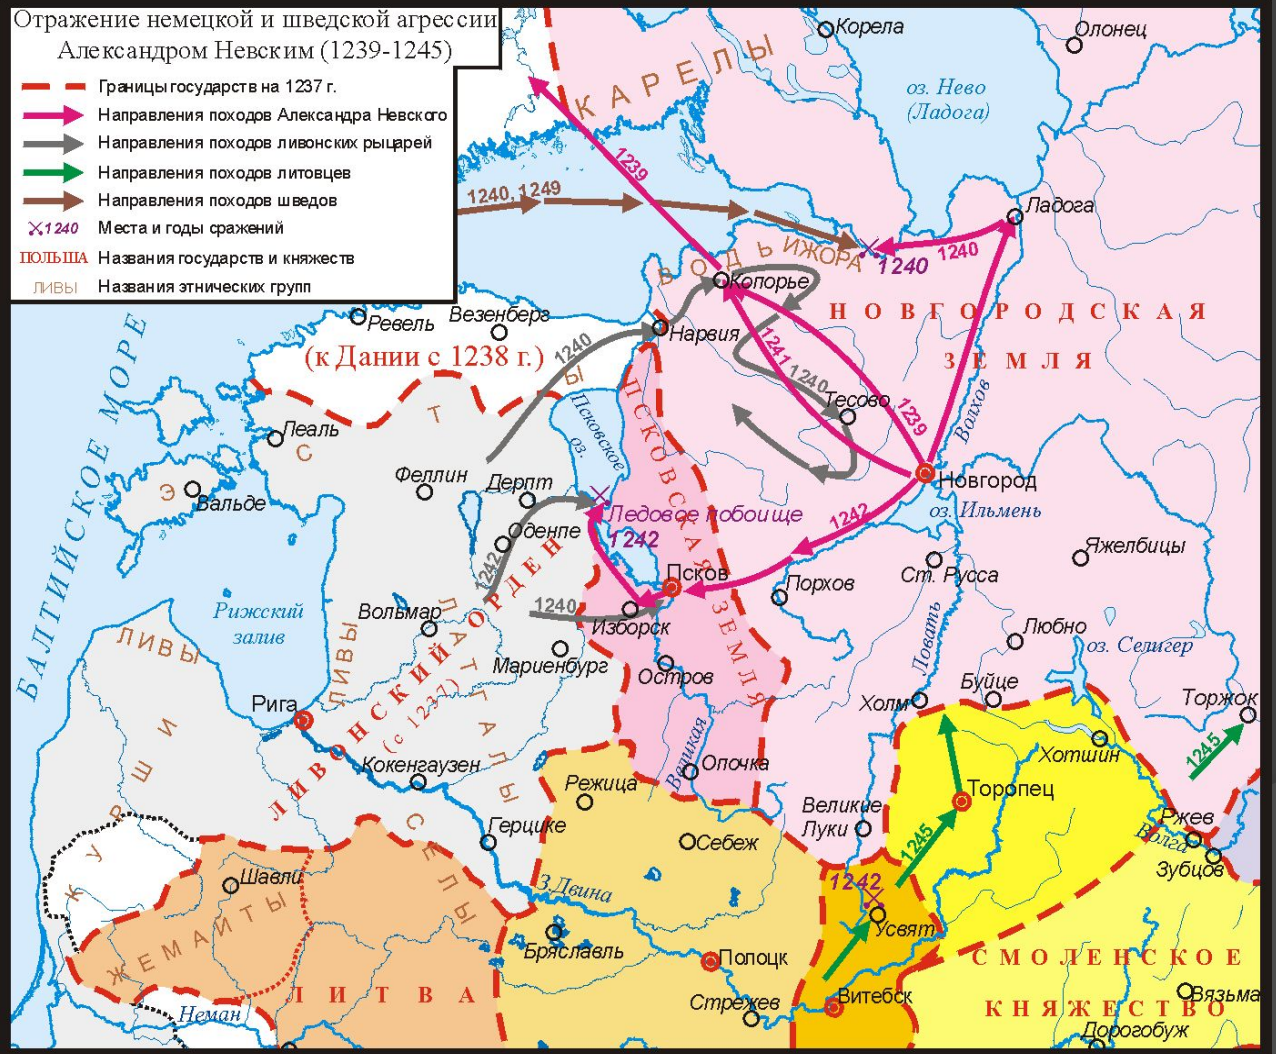 Отражение немецкой и шведской агрессии
Александром Невским (1239-1245)
Границы государств на 1237 г.
Направления походов Александра Невского
Направления походов ливонских рыцарей
Направления походов литовцев
Направления походов шведов
1240 Места и годы сражений
ПОЛЬША Названия государств и княжеств
ЛИВЫ Названия этнических групп
Корела
Олонец
КАРЕЛЫ
оз. Нево
(Ладога)
1239
1240, 1249
Ладога
1240
1240
ВОДЬ
ИЖОРА
Копорье
НОВГОРОДСКАЯ
ЗЕМЛЯ
Ревель
Везенберг
Нарвия
(к Дании с 1238 г.)
1240
1241
1240
Тесово
1239
Волхов
БАЛТИЙСКОЕ МОРЕ
ЭСТЫ
Леаль
Вальде
Феллин
Дерпт
Оденпе
Псковское
оз.
ПСКОВСКАЯ ЗЕМЛЯ
Ледовое побоище
1242
1242
Новгород
оз. Ильмень
1242
Яжелбицы
Ст. Русса
Псков
Порхов
Изборск
1240
Рижский
залив
Вольмар
ЛИВЫ
ЛИВЫ
ЛАТГАЛЫ
ЛИВОНСКИЙ ОРДЕН
(с 1237)
Мариенбург
Остров
Ловать
Любно
оз. Селигер
Рига
Холм
Буйце
Торжок
КУРШИ
Кокенгаузен
Великая
Опочка
Хотшин
1245
Режица
Торопец
Великие
Луки
Ржев
Волга
Зубцов
Герцике
СЕЛЫ
Себеж
1245
Шавли
ЖЕМАЙТЫ
З.Двина
1242
Усвят
Бряславль
Полоцк
СМОЛЕНСКОЕ
КНЯЖЕСТВО
ЛИТВА
Неман
Стрежев
Витебск
Вязьма
Дорогобуж